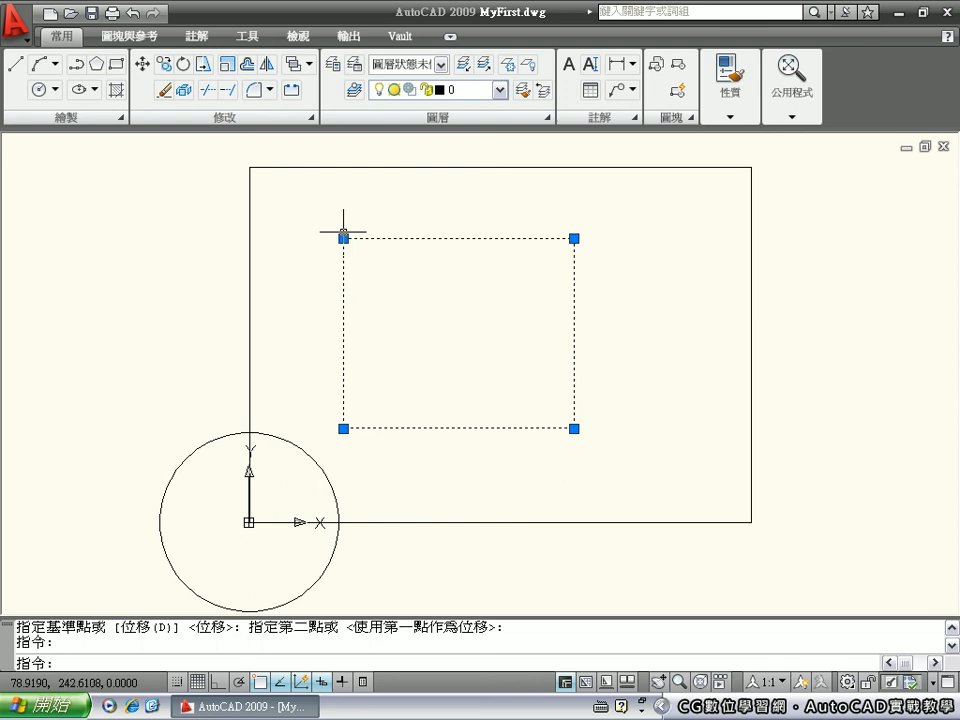 AutoCAD 2009 MyFirst.dwg
鍵入關鍵字或詞組
常用 圖塊與參考 註解 工具 檢視 輸出 Vault
圖層狀態未
0
性質
公用程式
繪製 修改 圖層 註解 圖塊
Y
X
指定基準點或 [位移(D)] <位移>: 指定第二點或 <使用第一點作為位移>:
指令:
指令:
78.9190, 242.6108, 0.0000
1:1
開始
AutoCAD 2009 - [My...
CG數位學習網・AutoCAD實戰教學